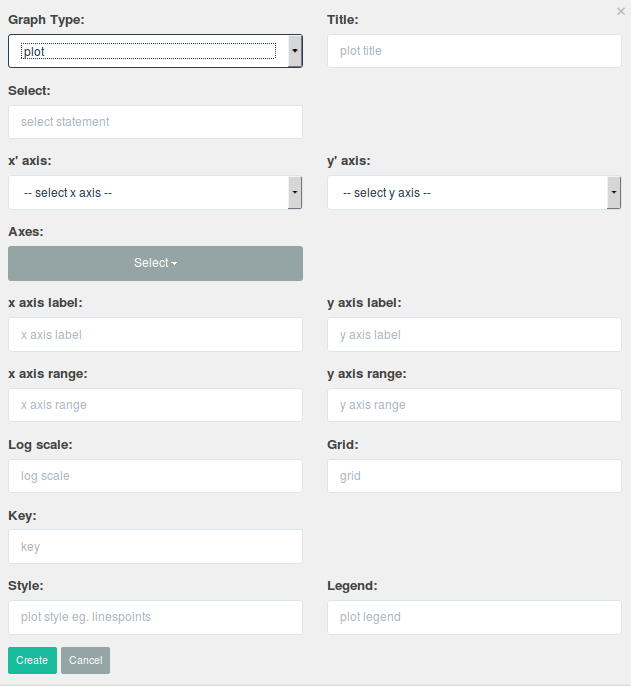 ×
Graph Type: Title:
plot plot title
Select:
select statement
x' axis: y' axis:
-- select x axis -- -- select y axis --
Axes:
Select
x axis label: y axis label:
x axis label y axis label
x axis range: y axis range:
x axis range y axis range
Log scale: Grid:
log scale grid
Key:
key
Style: Legend:
plot style eg. linespoints plot legend
Create Cancel